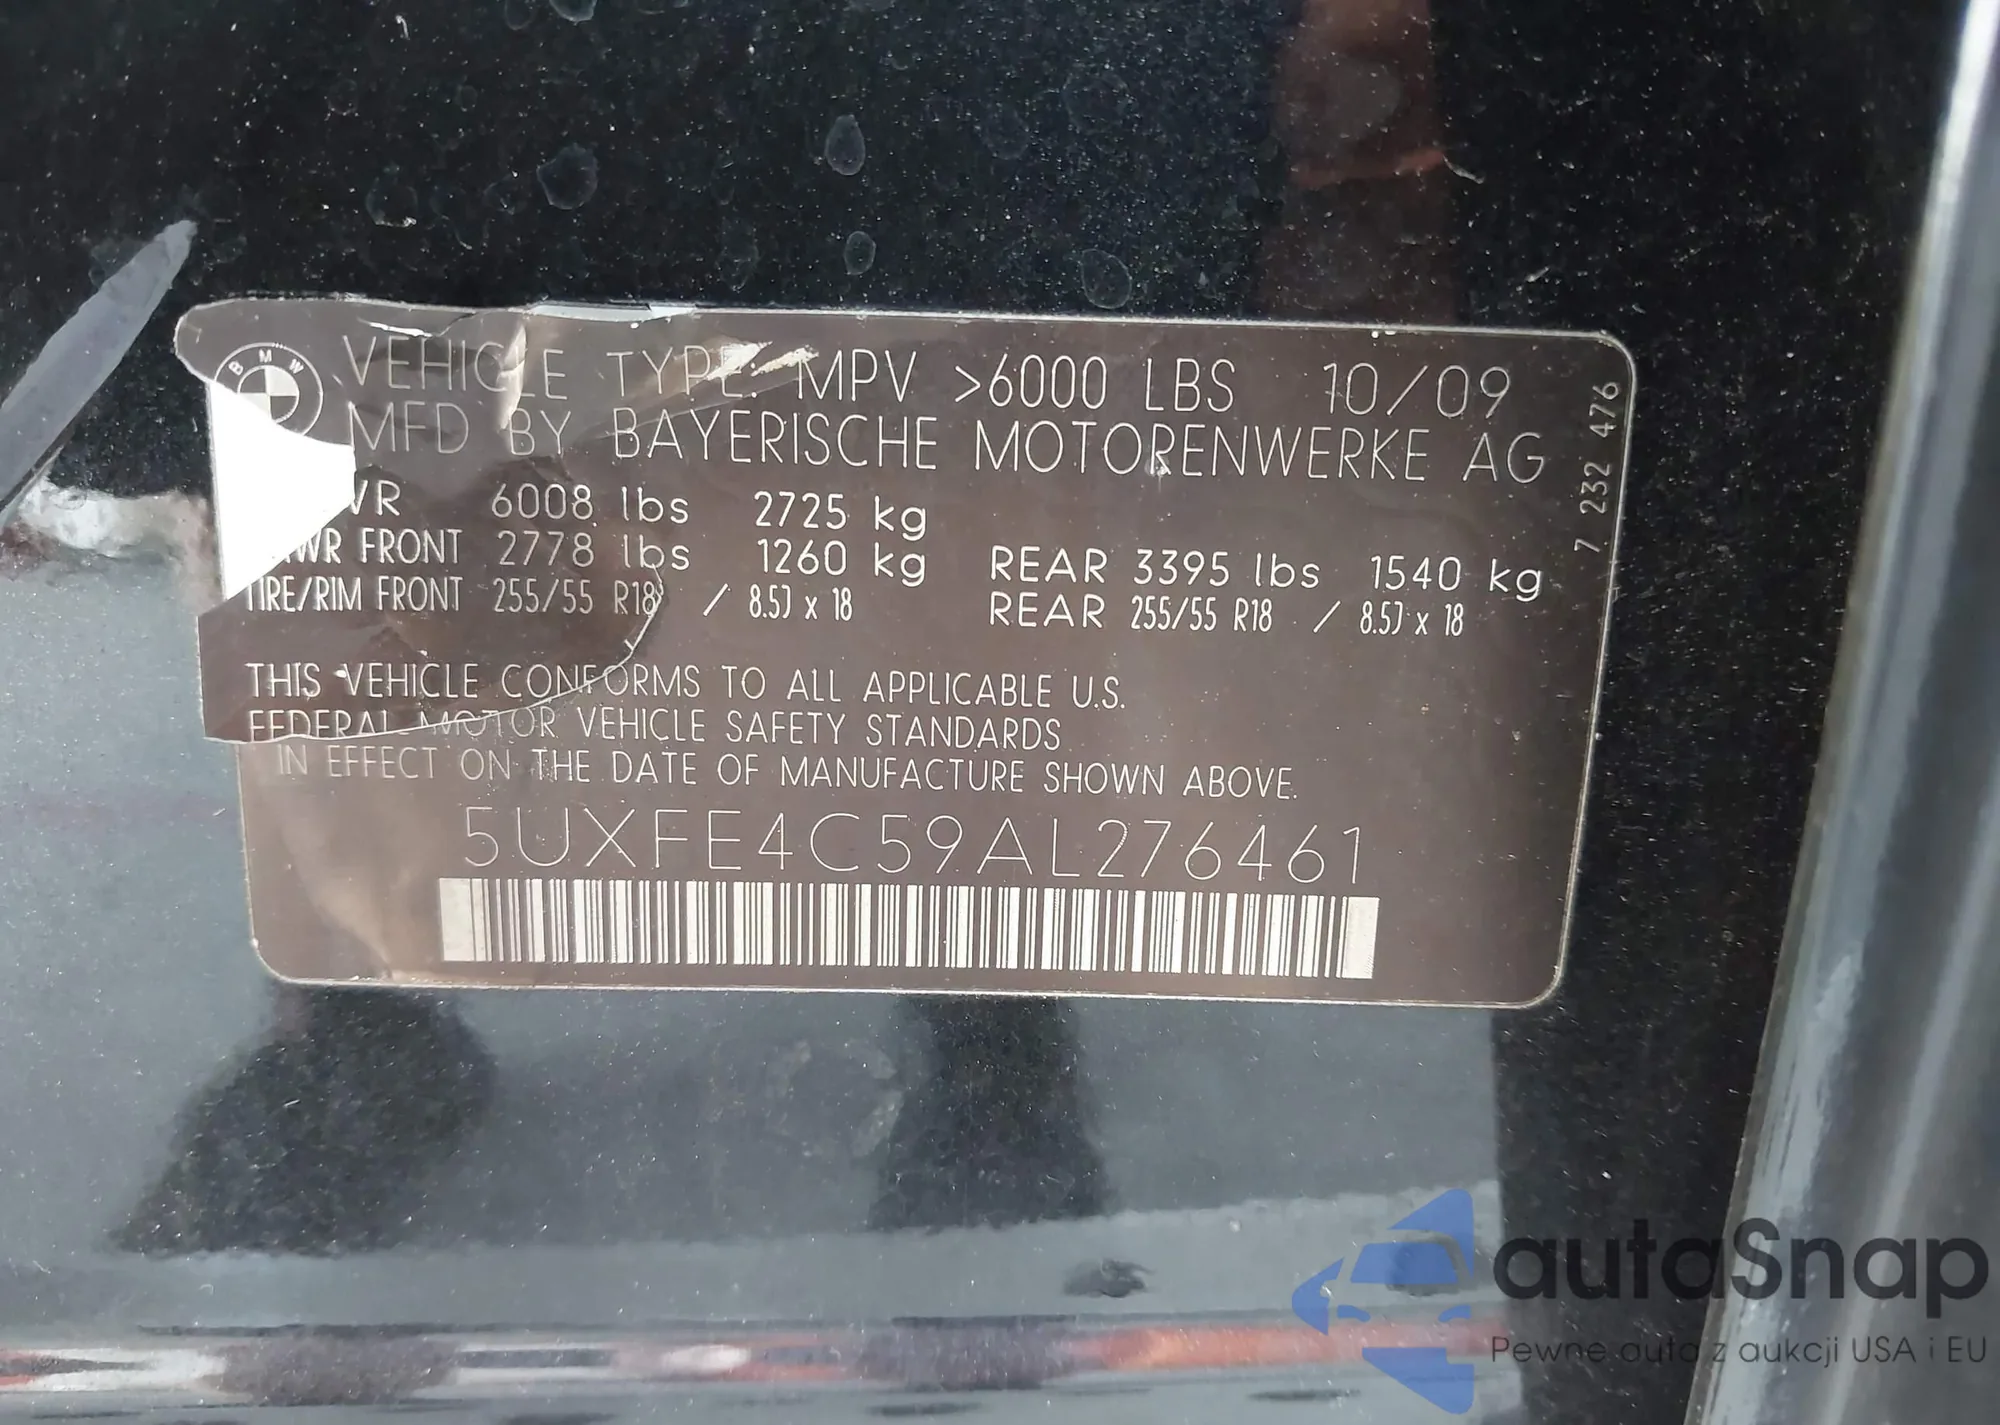 BMW
VEHICLE TYPE: MPV >6000 LBS 10/09
MFD BY BAYERISCHE MOTORENWERKE AG
VR 6008 lbs 2725 kg
WR FRONT 2778 lbs 1260 kg REAR 3395 lbs 1540 kg
TIRE/RIM FRONT 255/55 R18 / 8.5J x 18 REAR 255/55 R18 / 8.5J x 18
7 232 476
THIS VEHICLE CONFORMS TO ALL APPLICABLE U.S.
FEDERAL MOTOR VEHICLE SAFETY STANDARDS
IN EFFECT ON THE DATE OF MANUFACTURE SHOWN ABOVE.
5UXFE4C59AL276461
autaSnap
Pewne auta z aukcji USA i EU